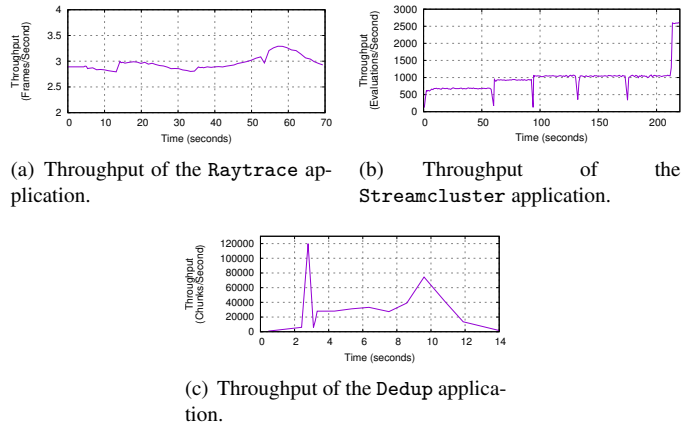 4
3.5
3
2.5
2
0 10 20 30 40 50 60 70
Throughput
(Frames/Second)
Time (seconds)
(a) Throughput of the Raytrace ap-
plication.
3000
2500
2000
1500
1000
500
0
0 50 100 150 200
Throughput
(Evaluations/Second)
Time (seconds)
(b) Throughput of the
Streamcluster application.
120000
100000
80000
60000
40000
20000
0
0 2 4 6 8 10 12 14
Throughput
(Chunks/Second)
Time (seconds)
(c) Throughput of the Dedup applica-
tion.